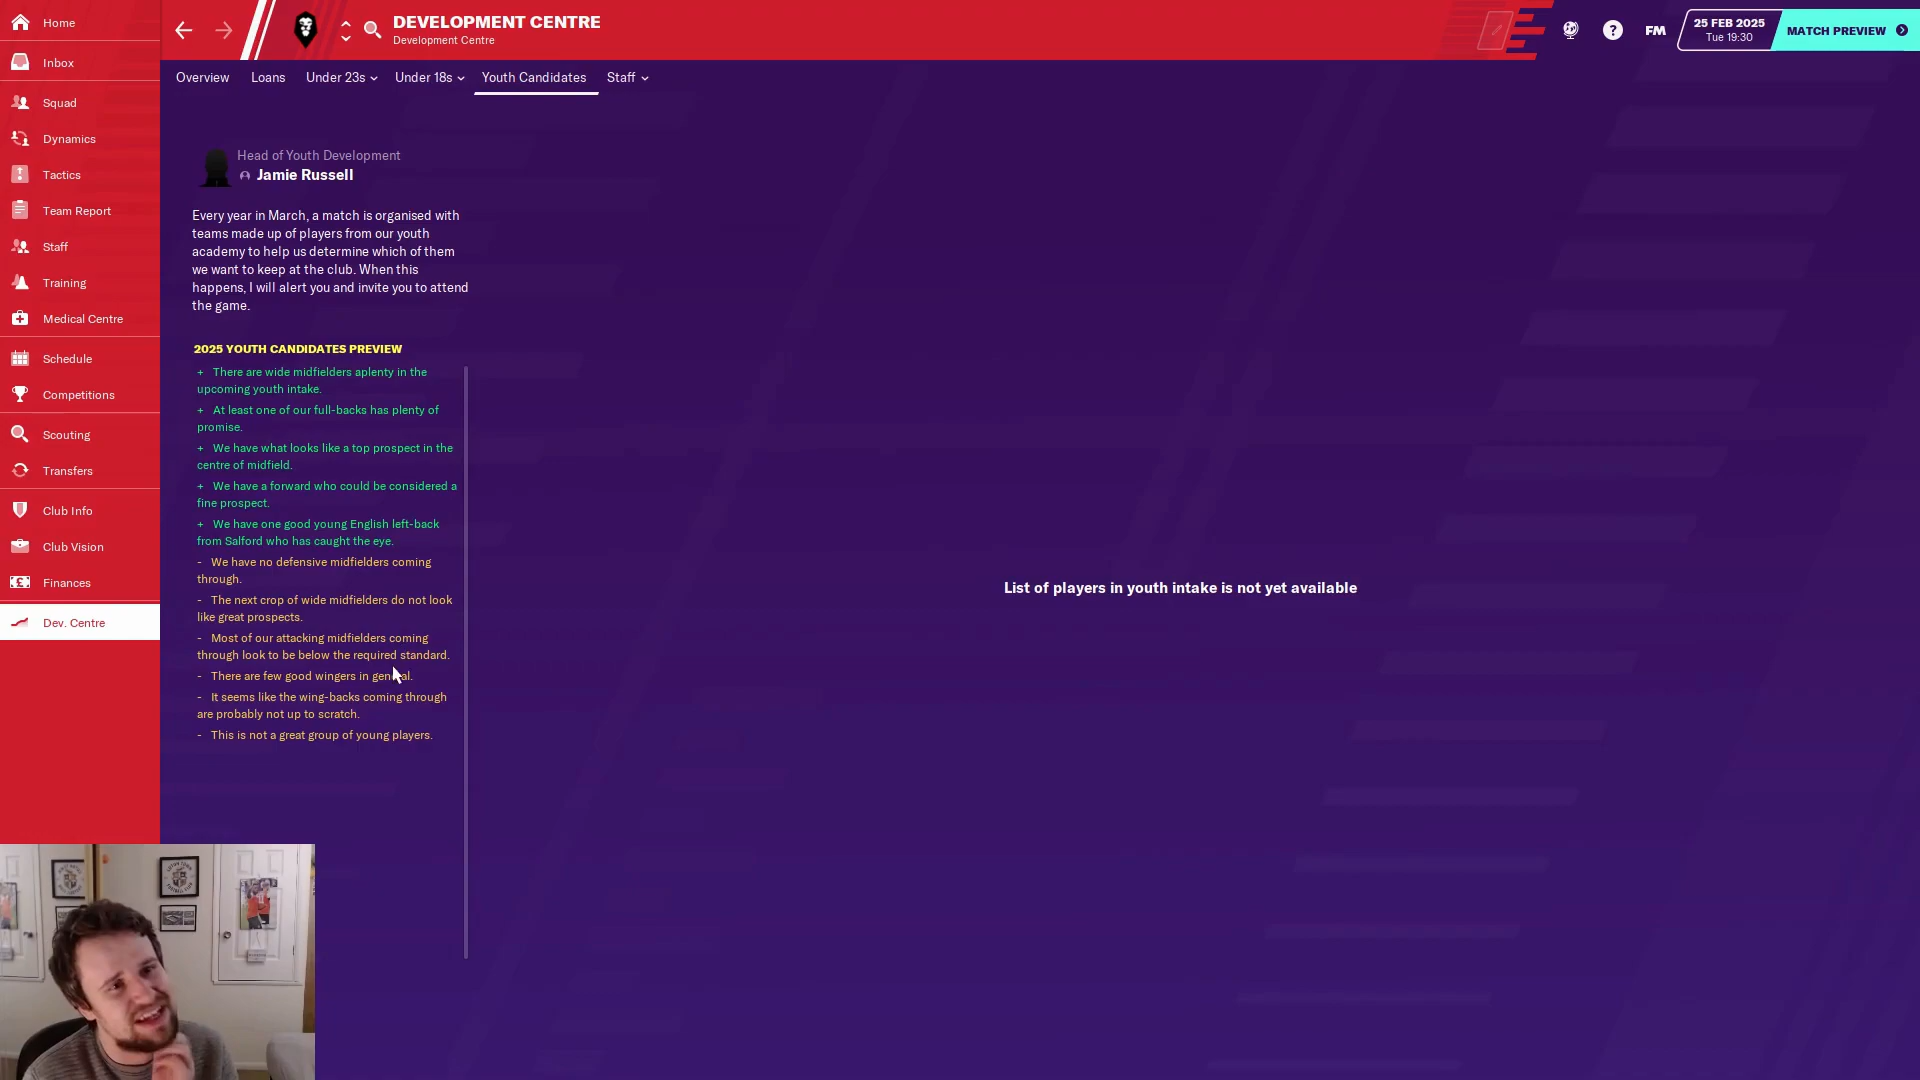 Home
Inbox
Squad
Dynamics
Tactics
Team Report
Staff
Training
Medical Centre
Schedule
Competitions
Scouting
Transfers
Club Info
Club Vision
Finances
Dev. Centre
DEVELOPMENT CENTRE
Development Centre
FM
25 FEB 2025
Tue 19:30
MATCH PREVIEW
Overview
Loans
Under 23s
Under 18s
Youth Candidates
Staff
Head of Youth Development
Jamie Russell
Every year in March, a match is organised with
teams made up of players from our youth
academy to help us determine which of them
we want to keep at the club. When this
happens, I will alert you and invite you to attend
the game.
2025 YOUTH CANDIDATES PREVIEW
+ There are wide midfielders aplenty in the
upcoming youth intake.
+ At least one of our full-backs has plenty of
promise.
+ We have what looks like a top prospect in the
centre of midfield.
+ We have a forward who could be considered a
fine prospect.
+ We have one good young English left-back
from Salford who has caught the eye.
- We have no defensive midfielders coming
through.
- The next crop of wide midfielders do not look
like great prospects.
- Most of our attacking midfielders coming
through look to be below the required standard.
- There are few good wingers in general.
- It seems like the wing-backs coming through
are probably not up to scratch.
- This is not a great group of young players.
List of players in youth intake is not yet available